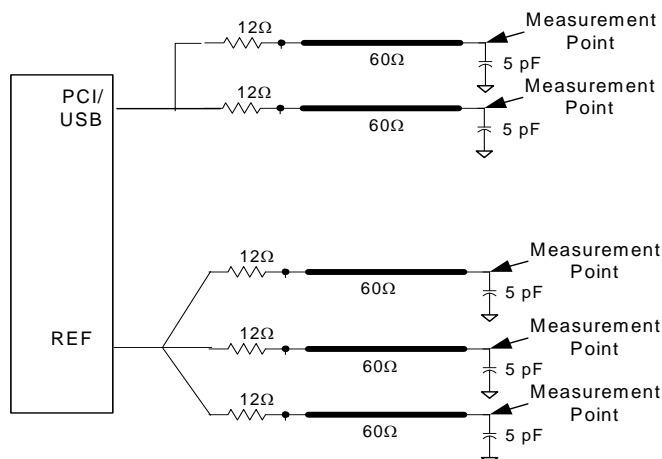 12Ω
Measurement
Point
60Ω
5 pF
PCI/
USB
12Ω
Measurement
Point
60Ω
5 pF
12Ω
Measurement
Point
60Ω
5 pF
REF
12Ω
Measurement
Point
60Ω
5 pF
12Ω
Measurement
Point
60Ω
5 pF